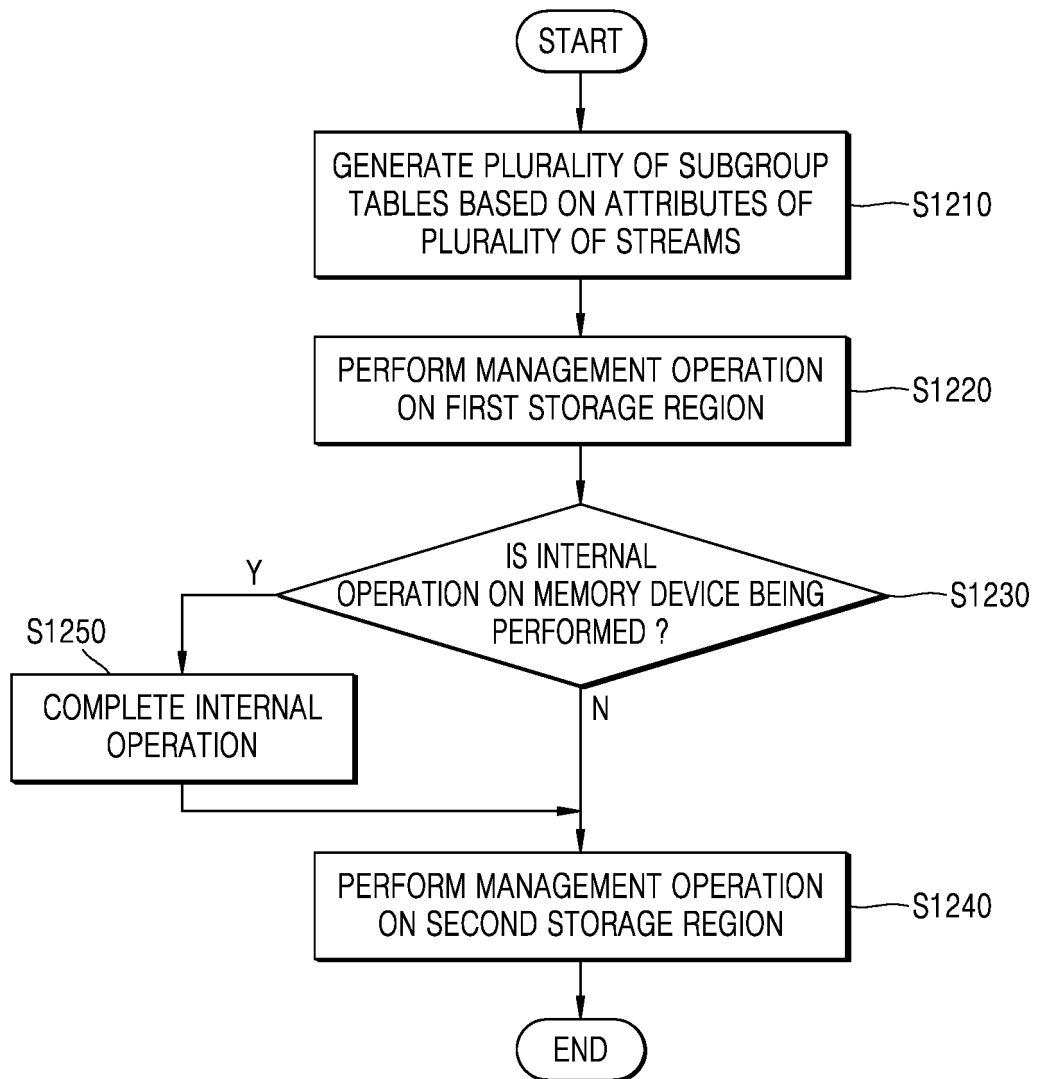 START
GENERATE PLURALITY OF SUBGROUP
TABLES BASED ON ATTRIBUTES OF
PLURALITY OF STREAMS
S1210
PERFORM MANAGEMENT OPERATION
ON FIRST STORAGE REGION
S1220
IS INTERNAL
OPERATION ON MEMORY DEVICE BEING
PERFORMED ?
S1230
Y
S1250
COMPLETE INTERNAL
OPERATION
N
PERFORM MANAGEMENT OPERATION
ON SECOND STORAGE REGION
S1240
END